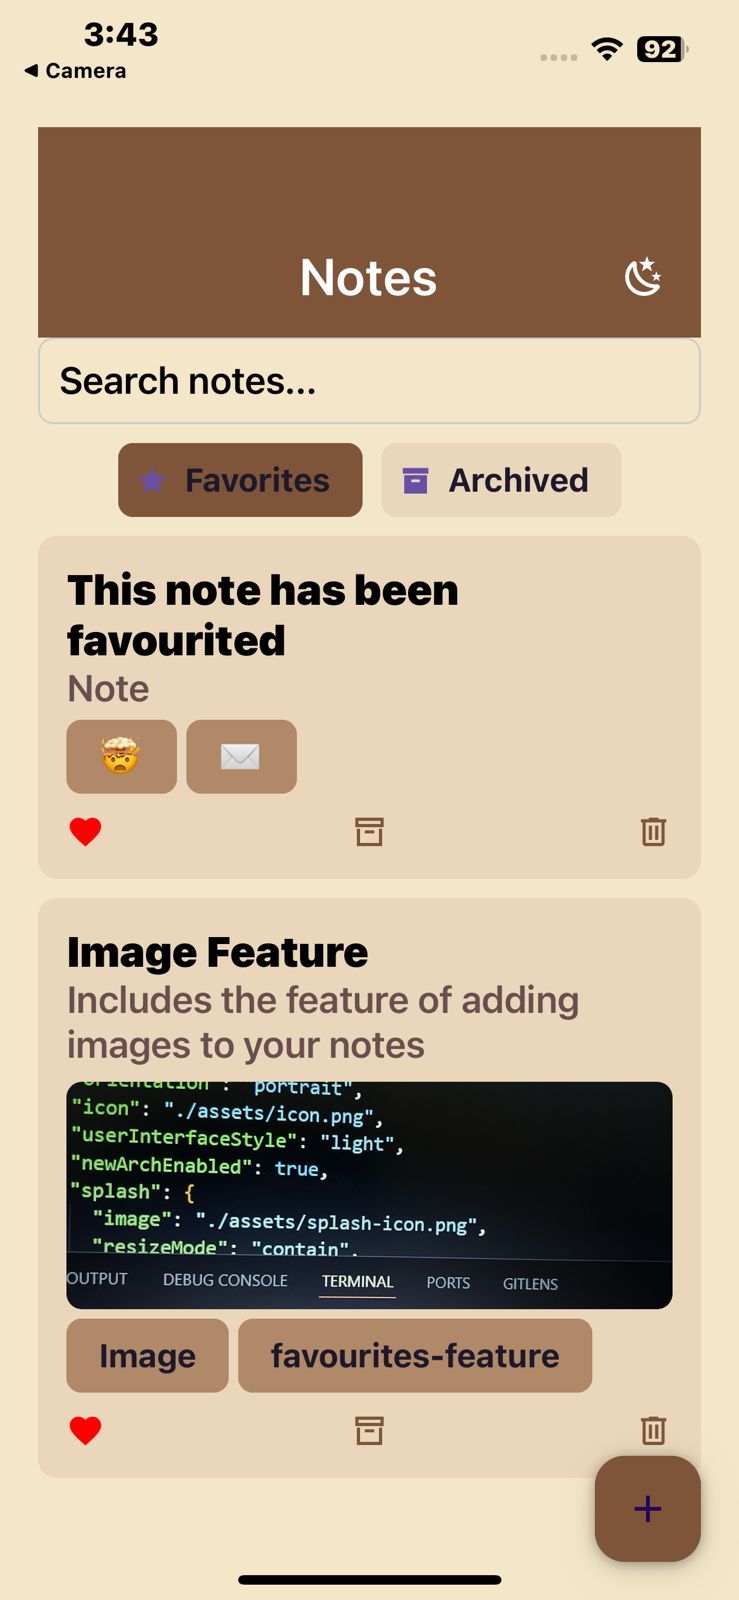 3:43
92
◀ Camera
Notes
Search notes...
Favorites
Archived
This note has been
favourited
Note
Image Feature
Includes the feature of adding
images to your notes
"orientation": "portrait",
"icon": "./assets/icon.png",
"userInterfaceStyle": "light",
"newArchEnabled": true,
"splash": {
"image": "./assets/splash-icon.png",
"resizeMode": "contain",
OUTPUT DEBUG CONSOLE TERMINAL PORTS GITLENS
Image
favourites-feature